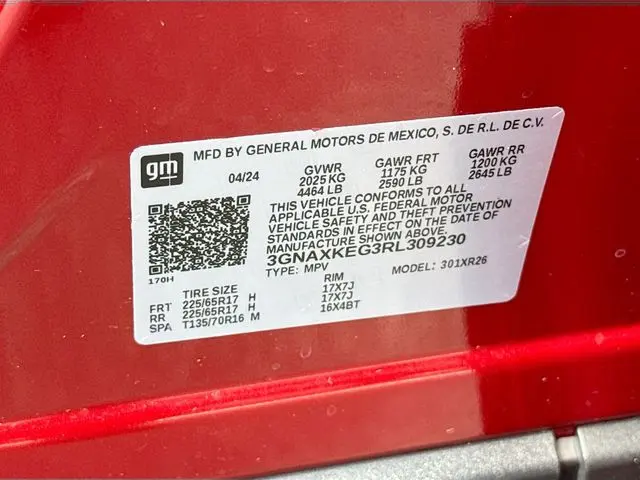 gm MFD BY GENERAL MOTORS DE MEXICO, S. DE R.L. DE C.V.
04/24 GVWR GAWR FRT GAWR RR
2025 KG 1175 KG 1200 KG
4464 LB 2590 LB 2645 LB
THIS VEHICLE CONFORMS TO ALL
APPLICABLE U.S. FEDERAL MOTOR
VEHICLE SAFETY AND THEFT PREVENTION
STANDARDS IN EFFECT ON THE DATE OF
MANUFACTURE SHOWN ABOVE.
3GNAXKEG3RL309230
170H
TYPE: MPV MODEL: 301XR26
TIRE SIZE RIM
FRT 225/65R17 H 17X7J
RR 225/65R17 H 17X7J
SPA T135/70R16 M 16X4BT